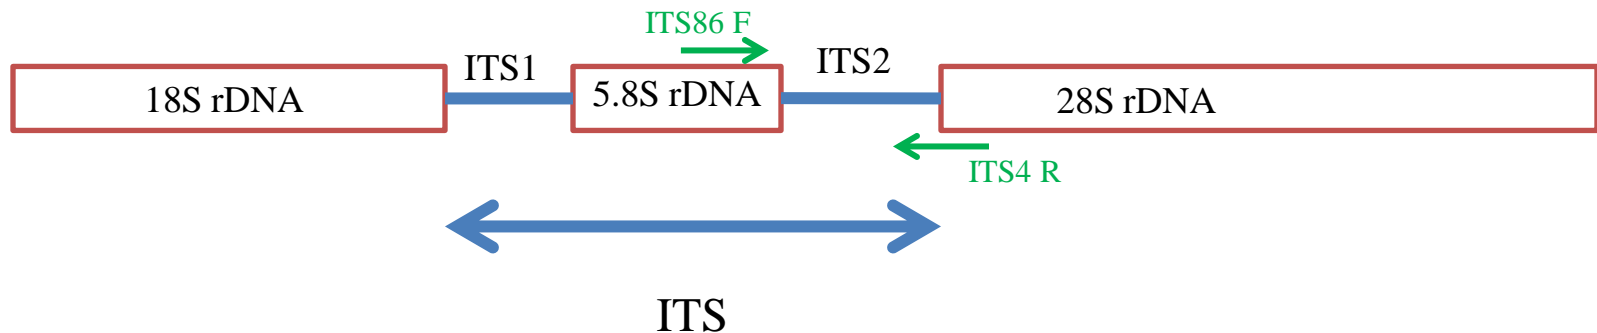 ITS86 F
ITS1
ITS2
18S rDNA
5.8S rDNA
28S rDNA
ITS4 R
ITS